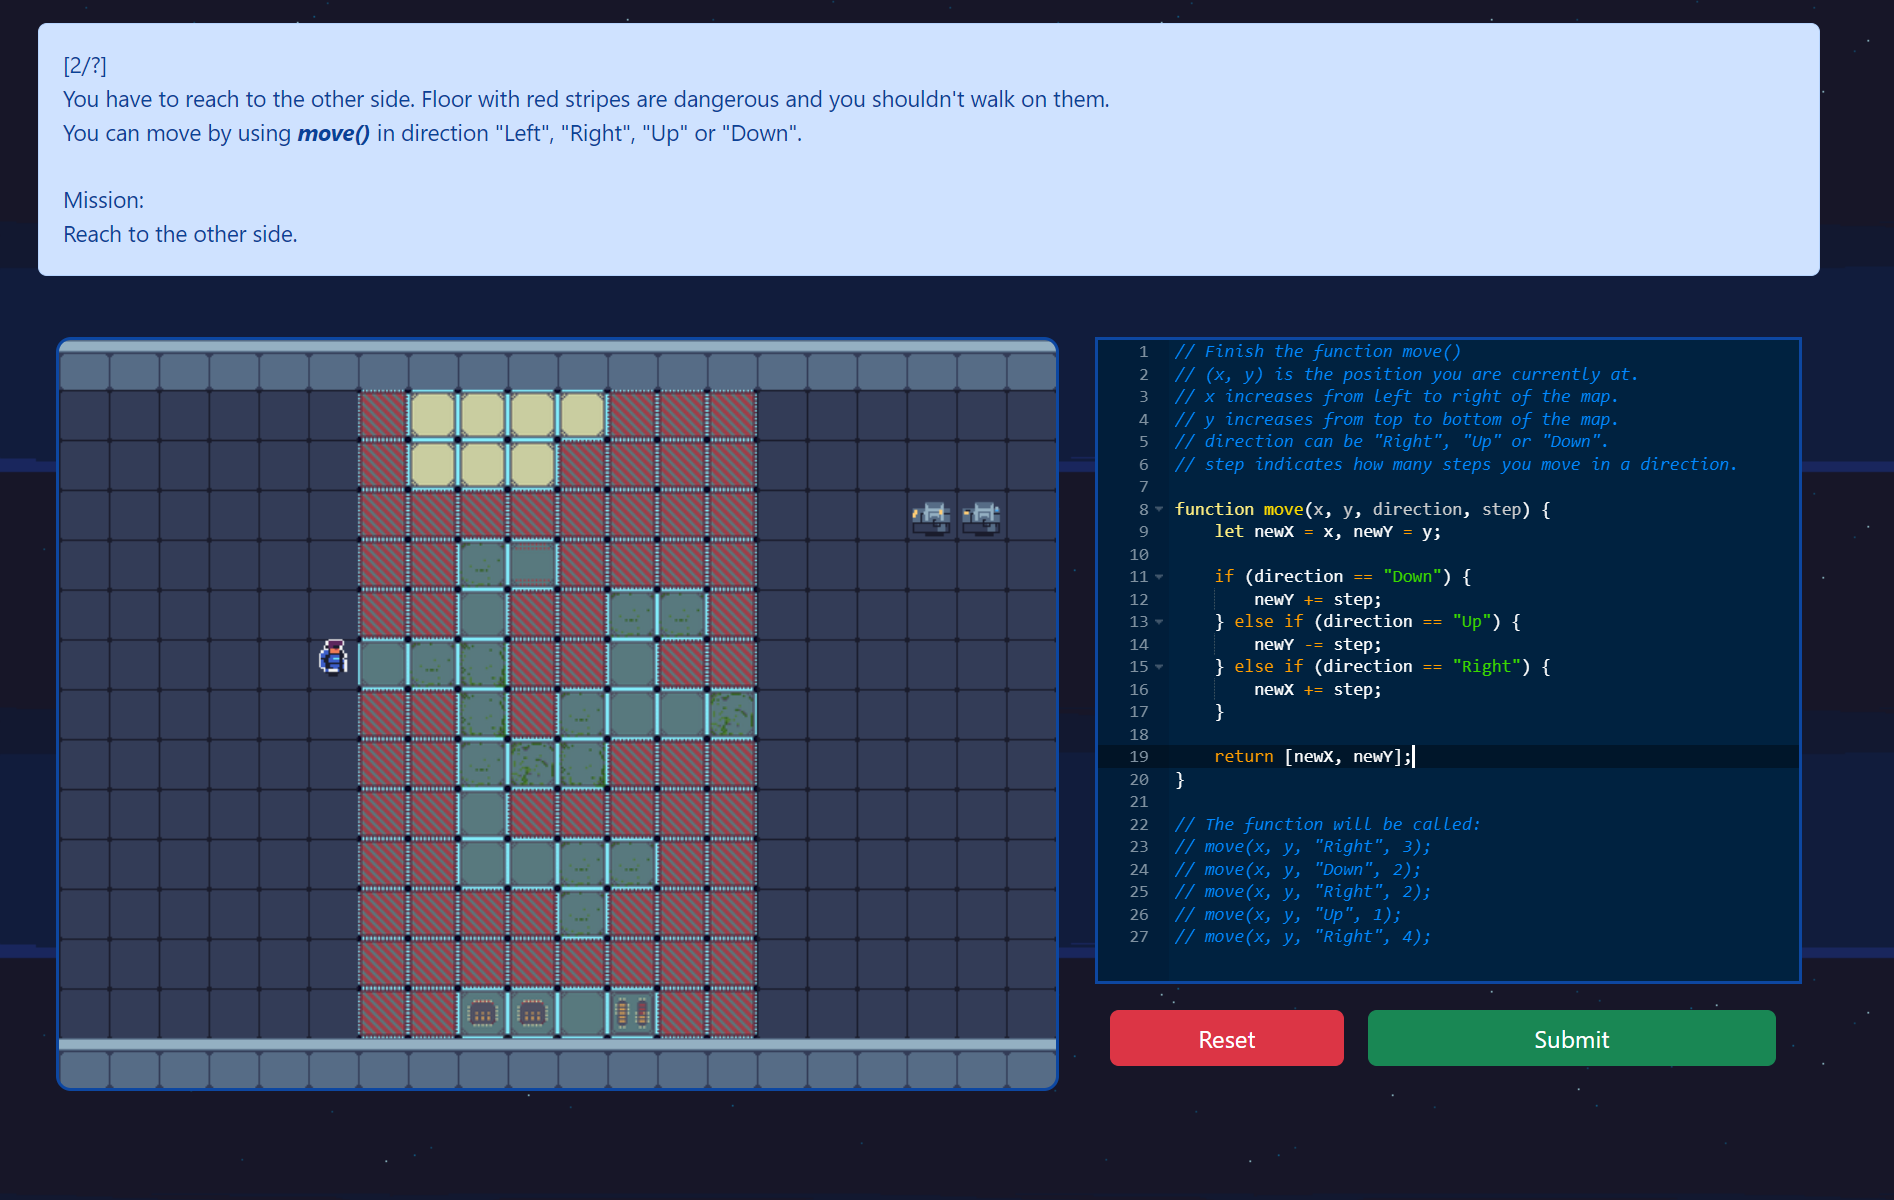 [2/?]
You have to reach to the other side. Floor with red stripes are dangerous and you shouldn't walk on them.
You can move by using move() in direction "Left", "Right", "Up" or "Down".
Mission:
Reach to the other side.
1 // Finish the function move()
2 // (x, y) is the position you are currently at.
3 // x increases from left to right of the map.
4 // y increases from top to bottom of the map.
5 // direction can be "Right", "Up" or "Down".
6 // step indicates how many steps you move in a direction.
7
8 function move(x, y, direction, step) {
9     let newX = x, newY = y;
10
11     if (direction == "Down") {
12         newY += step;
13     } else if (direction == "Up") {
14         newY -= step;
15     } else if (direction == "Right") {
16         newX += step;
17     }
18
19     return [newX, newY];
20 }
21
22 // The function will be called:
23 // move(x, y, "Right", 3);
24 // move(x, y, "Down", 2);
25 // move(x, y, "Right", 2);
26 // move(x, y, "Up", 1);
27 // move(x, y, "Right", 4);
Reset
Submit